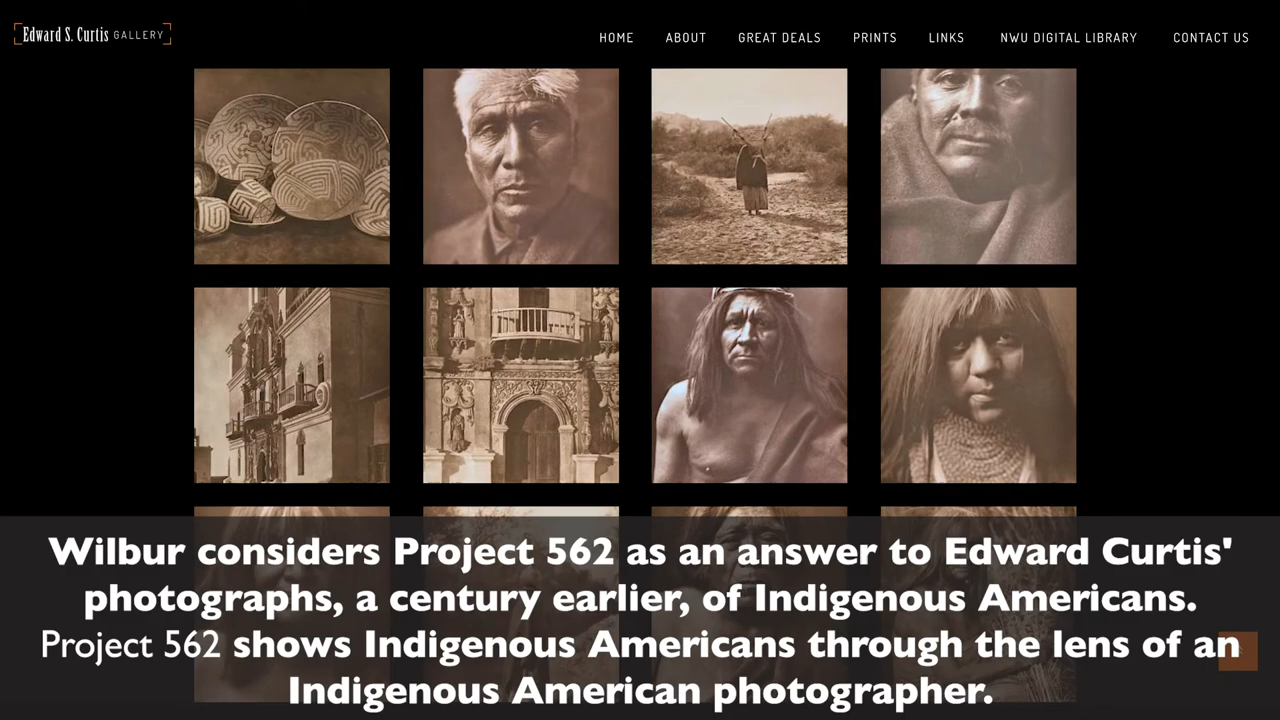 Edward S. Curtis GALLERY
HOME ABOUT GREAT DEALS PRINTS LINKS NWU DIGITAL LIBRARY CONTACT US
Wilbur considers Project 562 as an answer to Edward Curtis'
photographs, a century earlier, of Indigenous Americans.
Project 562 shows Indigenous Americans through the lens of an
Indigenous American photographer.